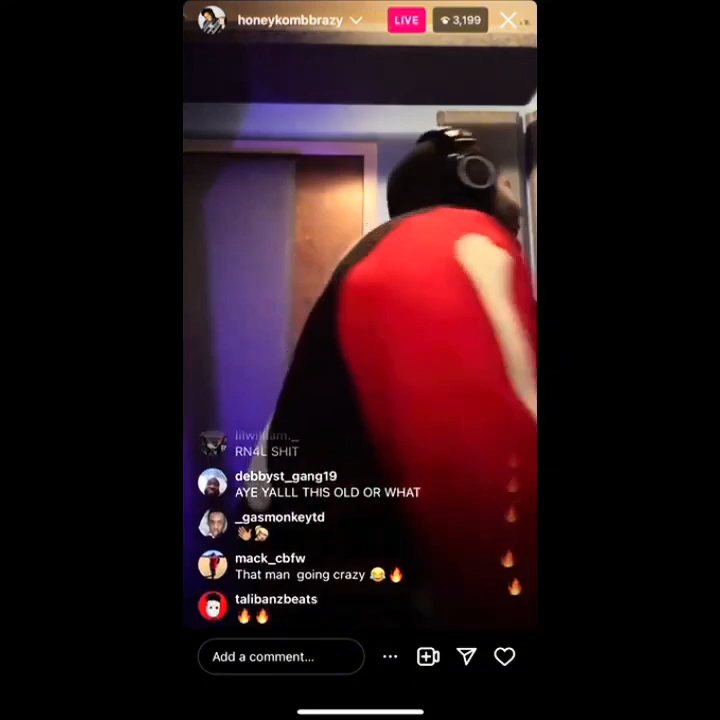 honeykombbrazy
LIVE
3,199
lilwilliam._
RN4L SHIT
debbyst_gang19
AYE YALLL THIS OLD OR WHAT
_gasmonkeytd
👋🏽🙈
mack_cbfw
That man going crazy 😂🔥
talibanzbeats
🔥🔥
Add a comment...